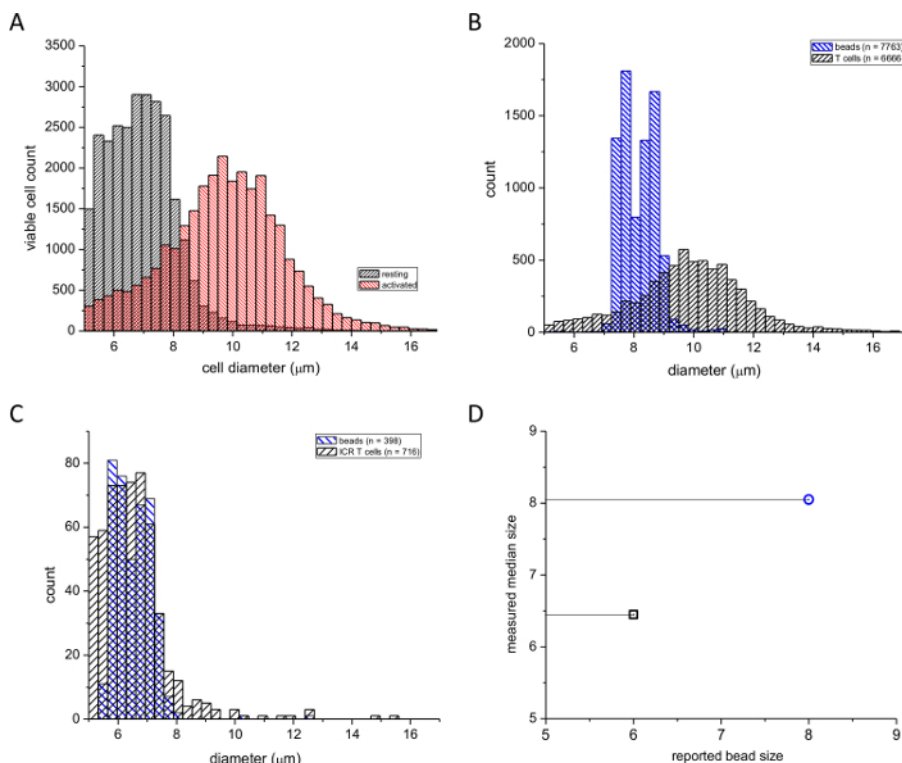 A
3500
3000
2500
2000
1500
1000
500
0
viable cell count
resting
activated
6 8 10 12 14 16
cell diameter (μm)
B
2000
1500
1000
500
0
count
beads (n = 7763)
T cells (n = 6666
6 8 10 12 14 16
diameter (μm)
C
80
60
40
20
0
count
beads (n = 398)
ICR T cells (n = 716)
6 8 10 12 14 16
diameter (μm)
D
9
8
7
6
5
measured median size
5 6 7 8 9
reported bead size